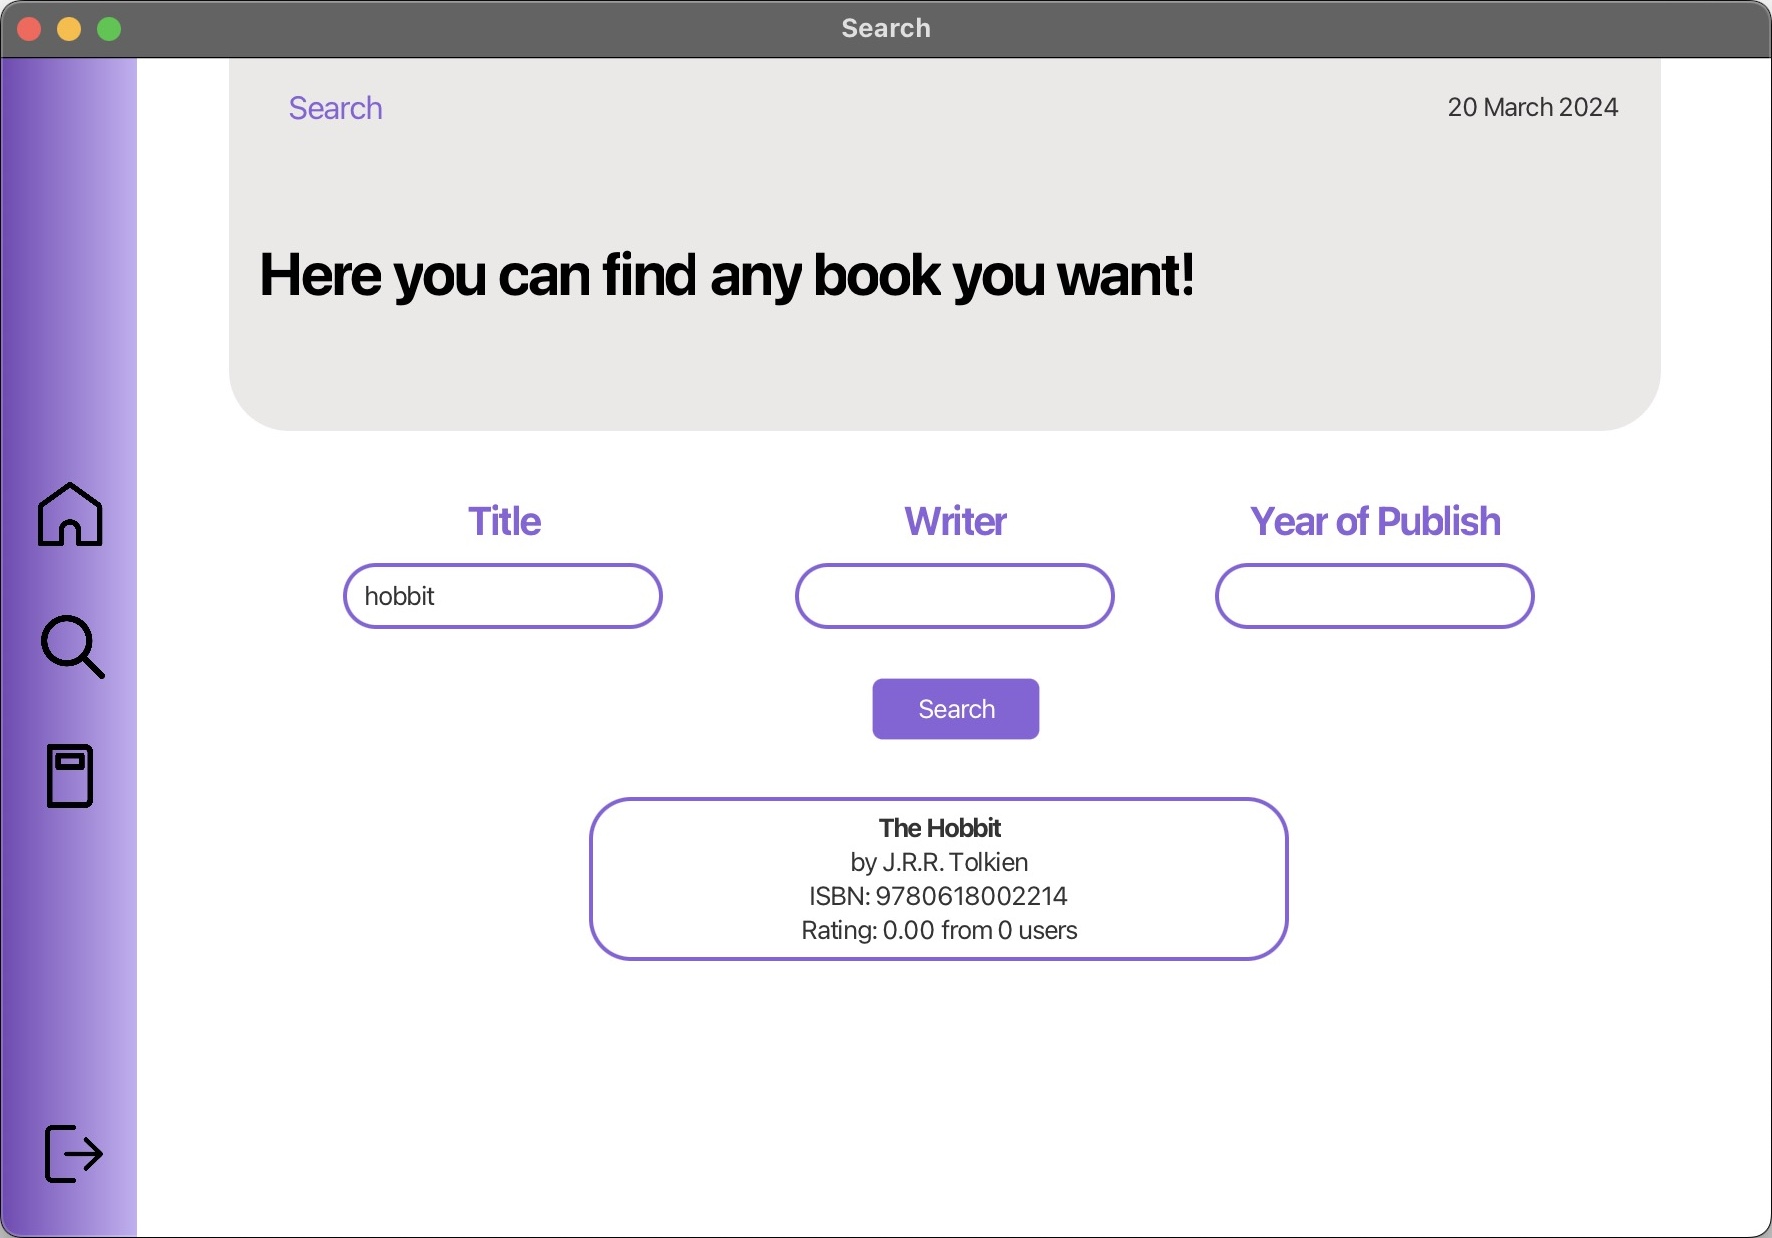 Search
Search
20 March 2024
Here you can find any book you want!
Title
Writer
Year of Publish
hobbit
Search
The Hobbit
by J.R.R. Tolkien
ISBN: 9780618002214
Rating: 0.00 from 0 users